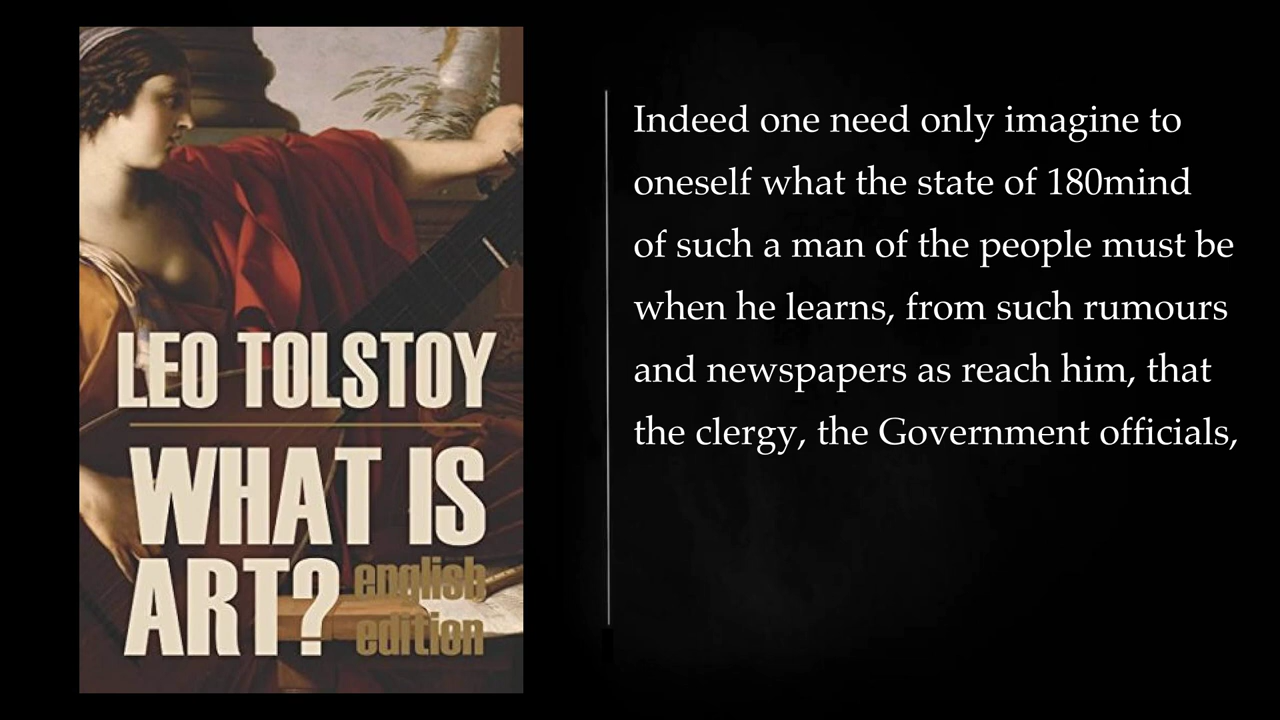 LEO TOLSTOY
WHAT IS
ART?
english
edition
Indeed one need only imagine to
oneself what the state of 180mind
of such a man of the people must be
when he learns, from such rumours
and newspapers as reach him, that
the clergy, the Government officials,